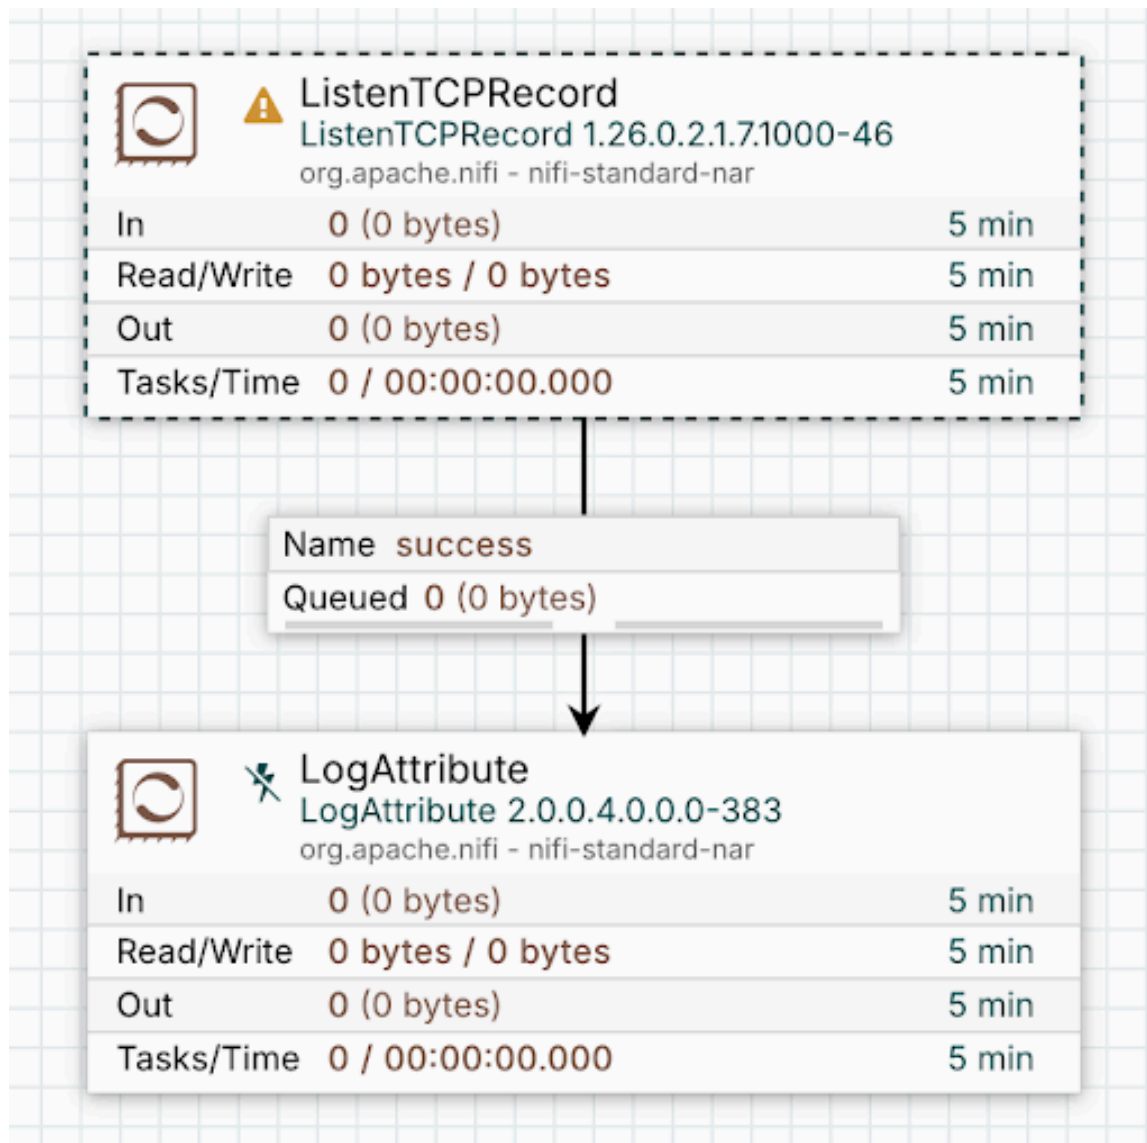 ListenTCPRecord
ListenTCPRecord 1.26.0.2.1.7.1000-46
org.apache.nifi - nifi-standard-nar
In 0 (0 bytes) 5 min
Read/Write 0 bytes / 0 bytes 5 min
Out 0 (0 bytes) 5 min
Tasks/Time 0 / 00:00:00.000 5 min
Name success
Queued 0 (0 bytes)
LogAttribute
LogAttribute 2.0.0.4.0.0.0-383
org.apache.nifi - nifi-standard-nar
In 0 (0 bytes) 5 min
Read/Write 0 bytes / 0 bytes 5 min
Out 0 (0 bytes) 5 min
Tasks/Time 0 / 00:00:00.000 5 min